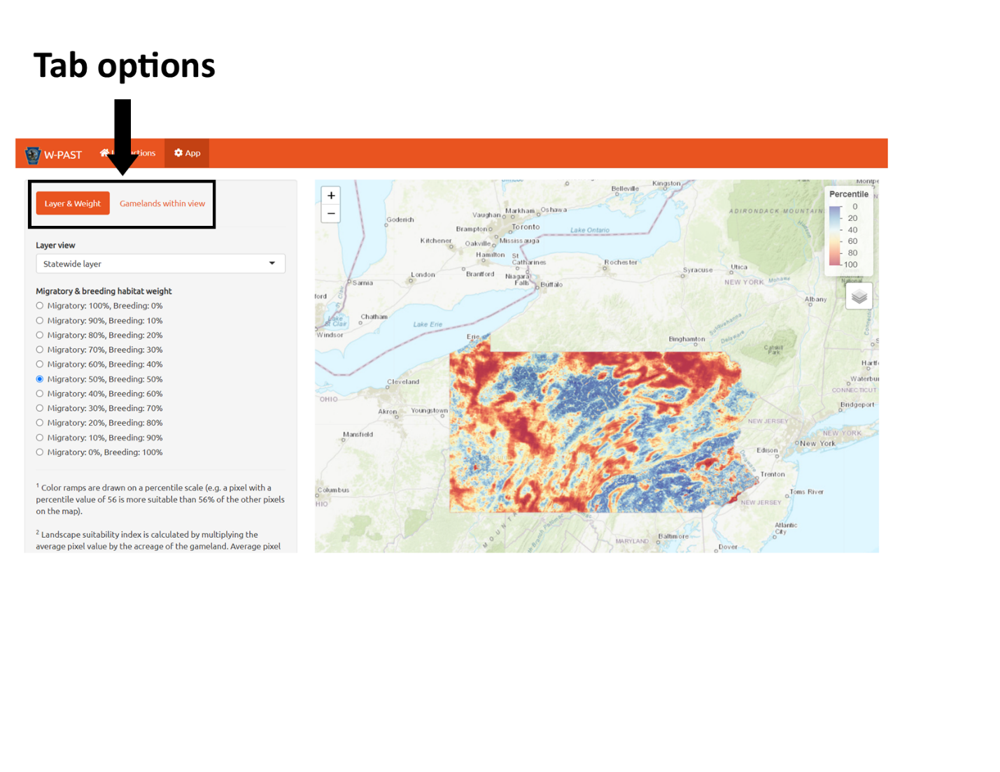 Tab options
W-PAST
App
Layer & Weight
Gamelands within view
Layer view
Statewide layer
Migratory & breeding habitat weight
Migratory: 100%, Breeding: 0%
Migratory: 90%, Breeding: 10%
Migratory: 80%, Breeding: 20%
Migratory: 70%, Breeding: 30%
Migratory: 60%, Breeding: 40%
Migratory: 50%, Breeding: 50%
Migratory: 40%, Breeding: 60%
Migratory: 30%, Breeding: 70%
Migratory: 20%, Breeding: 80%
Migratory: 10%, Breeding: 90%
Migratory: 0%, Breeding: 100%
1 Color ramps are drawn on a percentile scale (e.g. a pixel with a
percentile value of 56 is more suitable than 56% of the other pixels
on the map).
2 Landscape suitability index is calculated by multiplying the
average pixel value by the acreage of the gameland. Average pixel
+
−
Percentile
0
20
40
60
80
100
Kingston
Belleville
ADIRONDACK MOUNTAIN
Goderich
Markham
Oshawa
Vaughan
Brampton
Toronto
Lake Ontario
Kitchener
Oakville
Mississauga
Hamilton
St
Catharines
Rochester
Syracuse
Utica
London
Brantford
Niagara
Falls
Buffalo
NEW YORK
Mohawk
Sarnia
Albany
Chatham
Lake
St Clair
Lake Erie
Windsor
Erie
Binghamton
Susquehanna
Delaware
Catskill
Park
Cleveland
OHIO
Akron
Youngstown
CONNECTICUT
Bridgeport
Mansfield
NEW JERSEY
NEW YORK
New York
Edison
Trenton
Columbus
Toms River
NEW JERSEY
Atlantic
City
MARYLAND
Baltimore
Dover